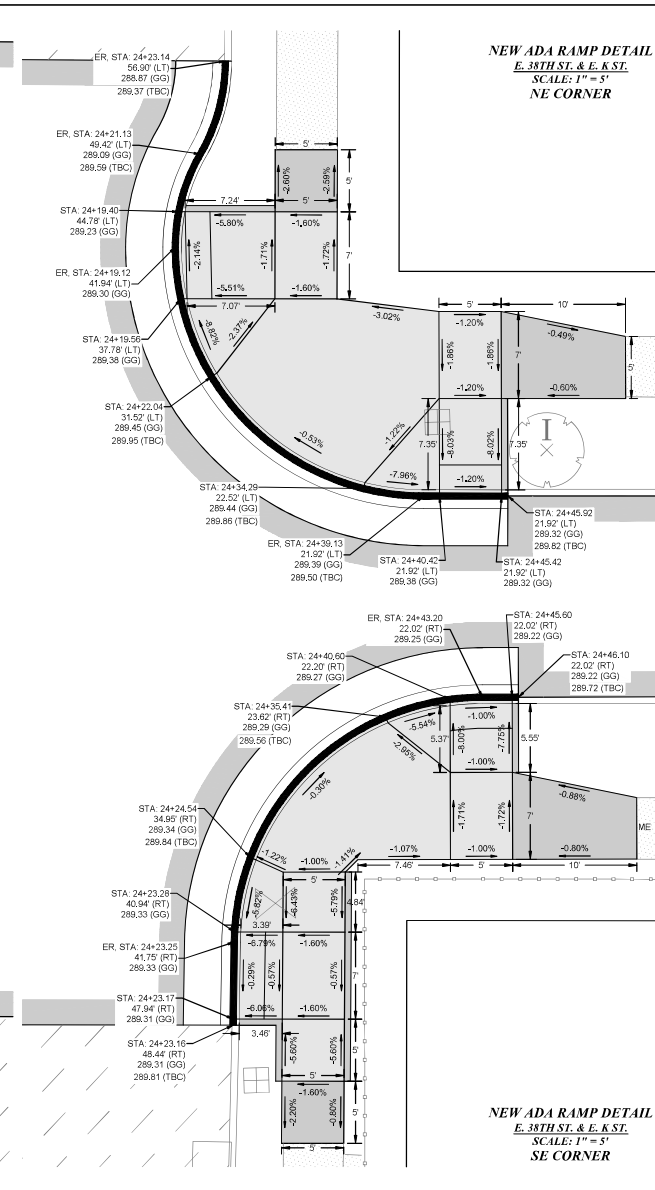 NEW ADA RAMP DETAIL
E. 38TH ST. & E. K ST.
SCALE: 1" = 5'
NE CORNER
ER, STA: 24+23.14
56.90' (LT)
288.87 (GG)
289.37 (TBC)
ER, STA: 24+21.13
49.42' (LT)
289.09 (GG)
289.59 (TBC)
STA: 24+19.40
44.78' (LT)
289.23 (GG)
ER, STA: 24+19.12
41.94' (LT)
289.30 (GG)
STA: 24+19.56
37.78' (LT)
289.38 (GG)
STA: 24+22.04
31.52' (LT)
289.45 (GG)
289.95 (TBC)
STA: 24+34.29
22.52' (LT)
289.44 (GG)
289.86 (TBC)
ER, STA: 24+39.13
21.92' (LT)
289.39 (GG)
289.50 (TBC)
STA: 24+40.42
21.92' (LT)
289.38 (GG)
STA: 24+45.92
21.92' (LT)
289.32 (GG)
289.82 (TBC)
STA: 24+45.42
21.92' (LT)
289.32 (GG)
5'
-2.60%
-2.59%
5'
7.24'
5'
-5.80%
-1.60%
-2.14%
-1.71%
-1.72%
7'
-5.51%
-1.60%
7.07'
-8.82%
-2.37%
-3.02%
5'
10'
-1.20%
-0.49%
-1.86%
-1.86%
7'
5'
-1.20%
-0.60%
-0.53%
-1.22%
7.35'
-8.03%
-8.02%
7.35'
I
-7.96%
-1.20%
ER, STA: 24+43.20
22.02' (RT)
289.25 (GG)
STA: 24+45.60
22.02' (RT)
289.22 (GG)
STA: 24+40.60
22.20' (RT)
289.27 (GG)
STA: 24+46.10
22.02' (RT)
289.22 (GG)
289.72 (TBC)
STA: 24+35.41
23.62' (RT)
289.29 (GG)
289.56 (TBC)
STA: 24+24.54
34.95' (RT)
289.34 (GG)
289.84 (TBC)
STA: 24+23.28
40.94' (RT)
289.33 (GG)
ER, STA: 24+23.25
41.75' (RT)
289.33 (GG)
STA: 24+23.17
47.94' (RT)
289.31 (GG)
STA: 24+23.16
48.44' (RT)
289.31 (GG)
289.81 (TBC)
-1.00%
-5.54%
5.37'
-8.00%
-7.75%
5.55'
-2.95%
-1.00%
-0.30%
-1.71%
-1.72%
7'
-0.88%
ME
-1.22%
-1.00%
-1.41%
-1.07%
-1.00%
-0.80%
7.46'
5'
10'
5'
-5.82%
-6.43%
-5.79%
4.84'
3.39'
-6.79%
-1.60%
-0.29%
-0.57%
-0.57%
7'
-6.06%
-1.60%
3.46'
-5.60%
-5.60%
5'
5'
-1.60%
-2.20%
-0.80%
5'
5'
NEW ADA RAMP DETAIL
E. 38TH ST. & E. K ST.
SCALE: 1" = 5'
SE CORNER